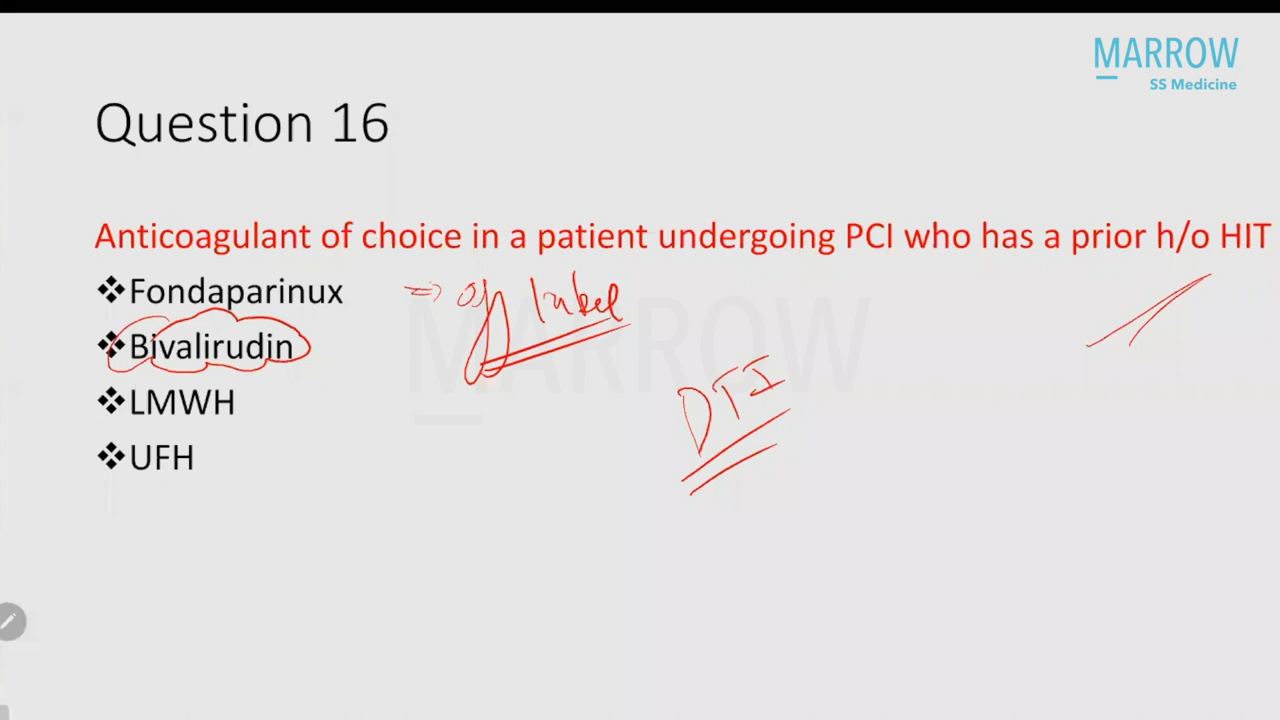 MARROW
SS Medicine
Question 16
Anticoagulant of choice in a patient undergoing PCI who has a prior h/o HIT
❖Fondaparinux ⇒ off label
❖Bivalirudin
MARROW
❖LMWH
DTI
❖UFH